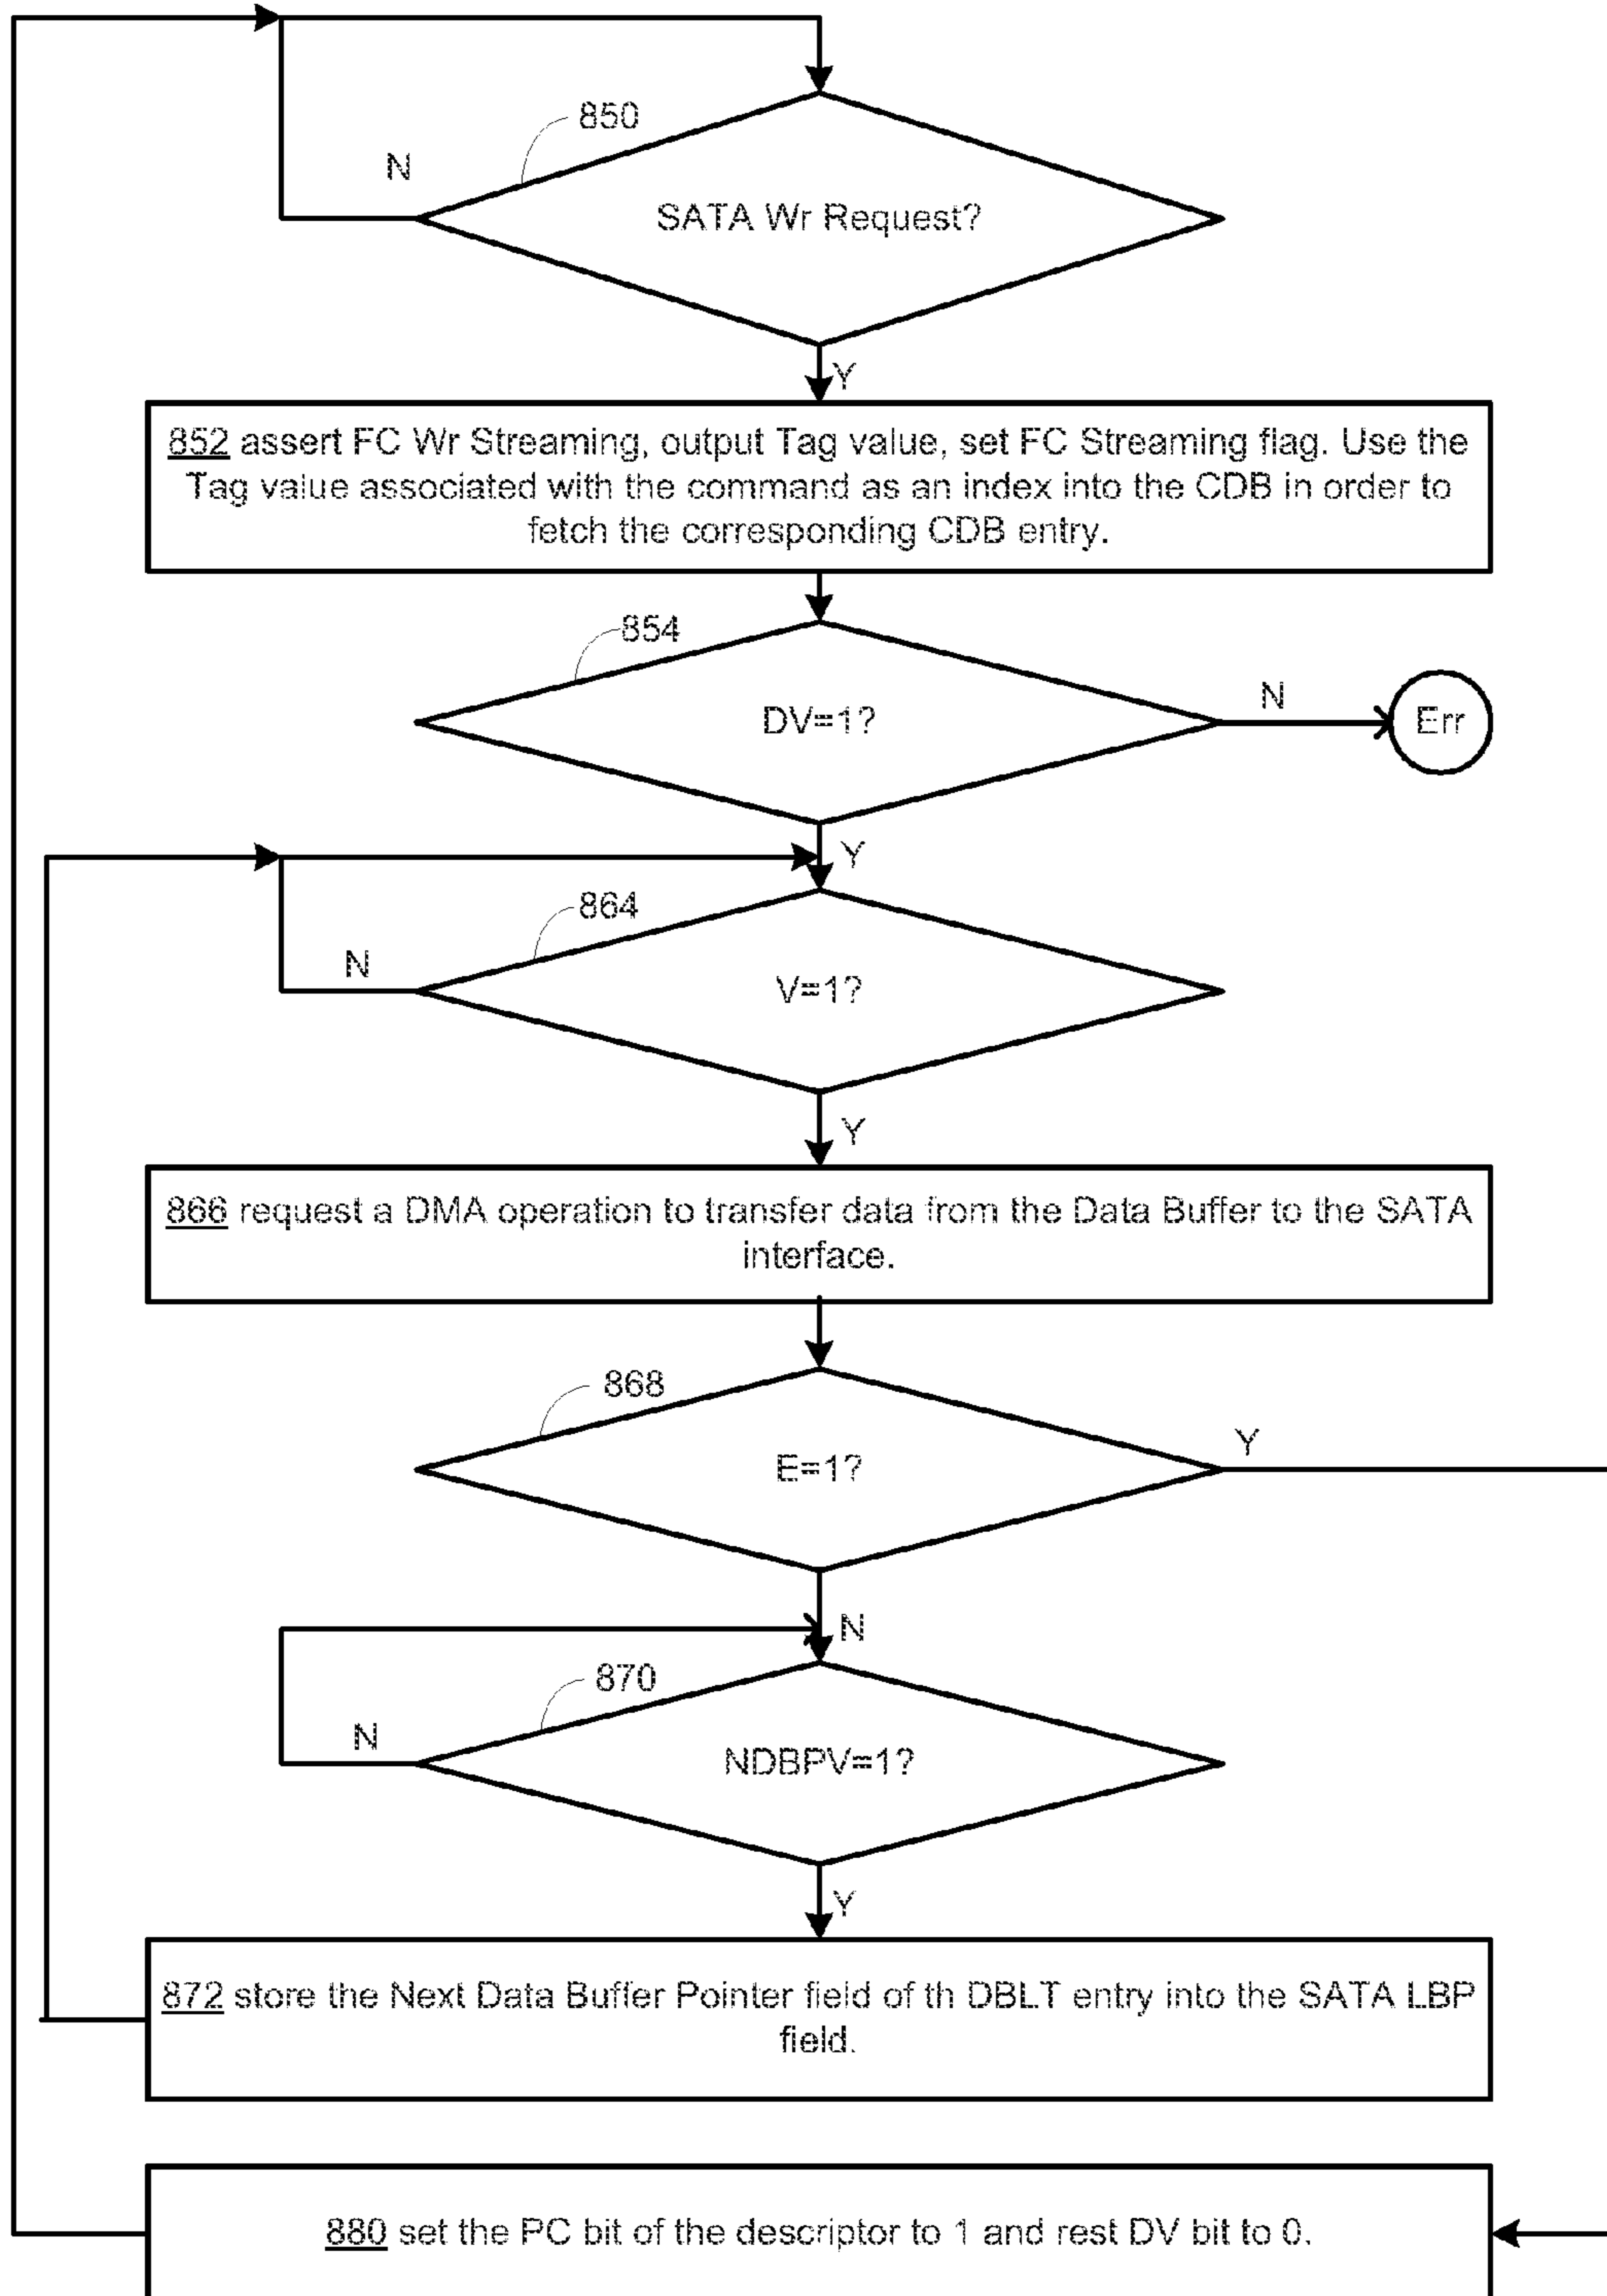 850
N
SATA Wr Request?
Y
852 assert FC Wr Streaming, output Tag value, set FC Streaming flag. Use the
Tag value associated with the command as an index into the CDB in order to
fetch the corresponding CDB entry.
854
N
DV=1?
Err
Y
864
N
V=1?
Y
866 request a DMA operation to transfer data from the Data Buffer to the SATA
interface.
868
Y
E=1?
N
870
N
NDBPV=1?
Y
872 store the Next Data Buffer Pointer field of th DBLT entry into the SATA LBP
field.
880 set the PC bit of the descriptor to 1 and rest DV bit to 0.